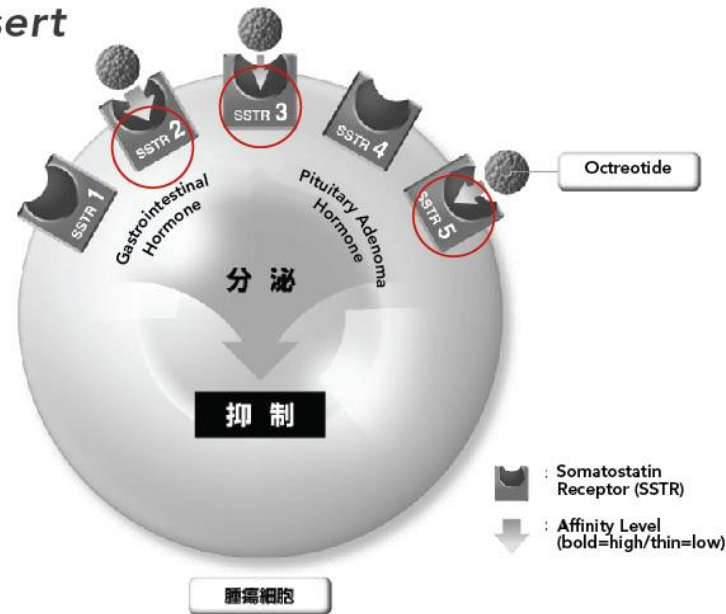 sert
SSTR 1
SSTR 2
SSTR 3
SSTR 4
SSTR 5
Octreotide
Gastrointestinal
Hormone
Pituitary Adenoma
Hormone
分泌
抑制
: Somatostatin
Receptor (SSTR)
: Affinity Level
(bold=high/thin=low)
腫瘍細胞